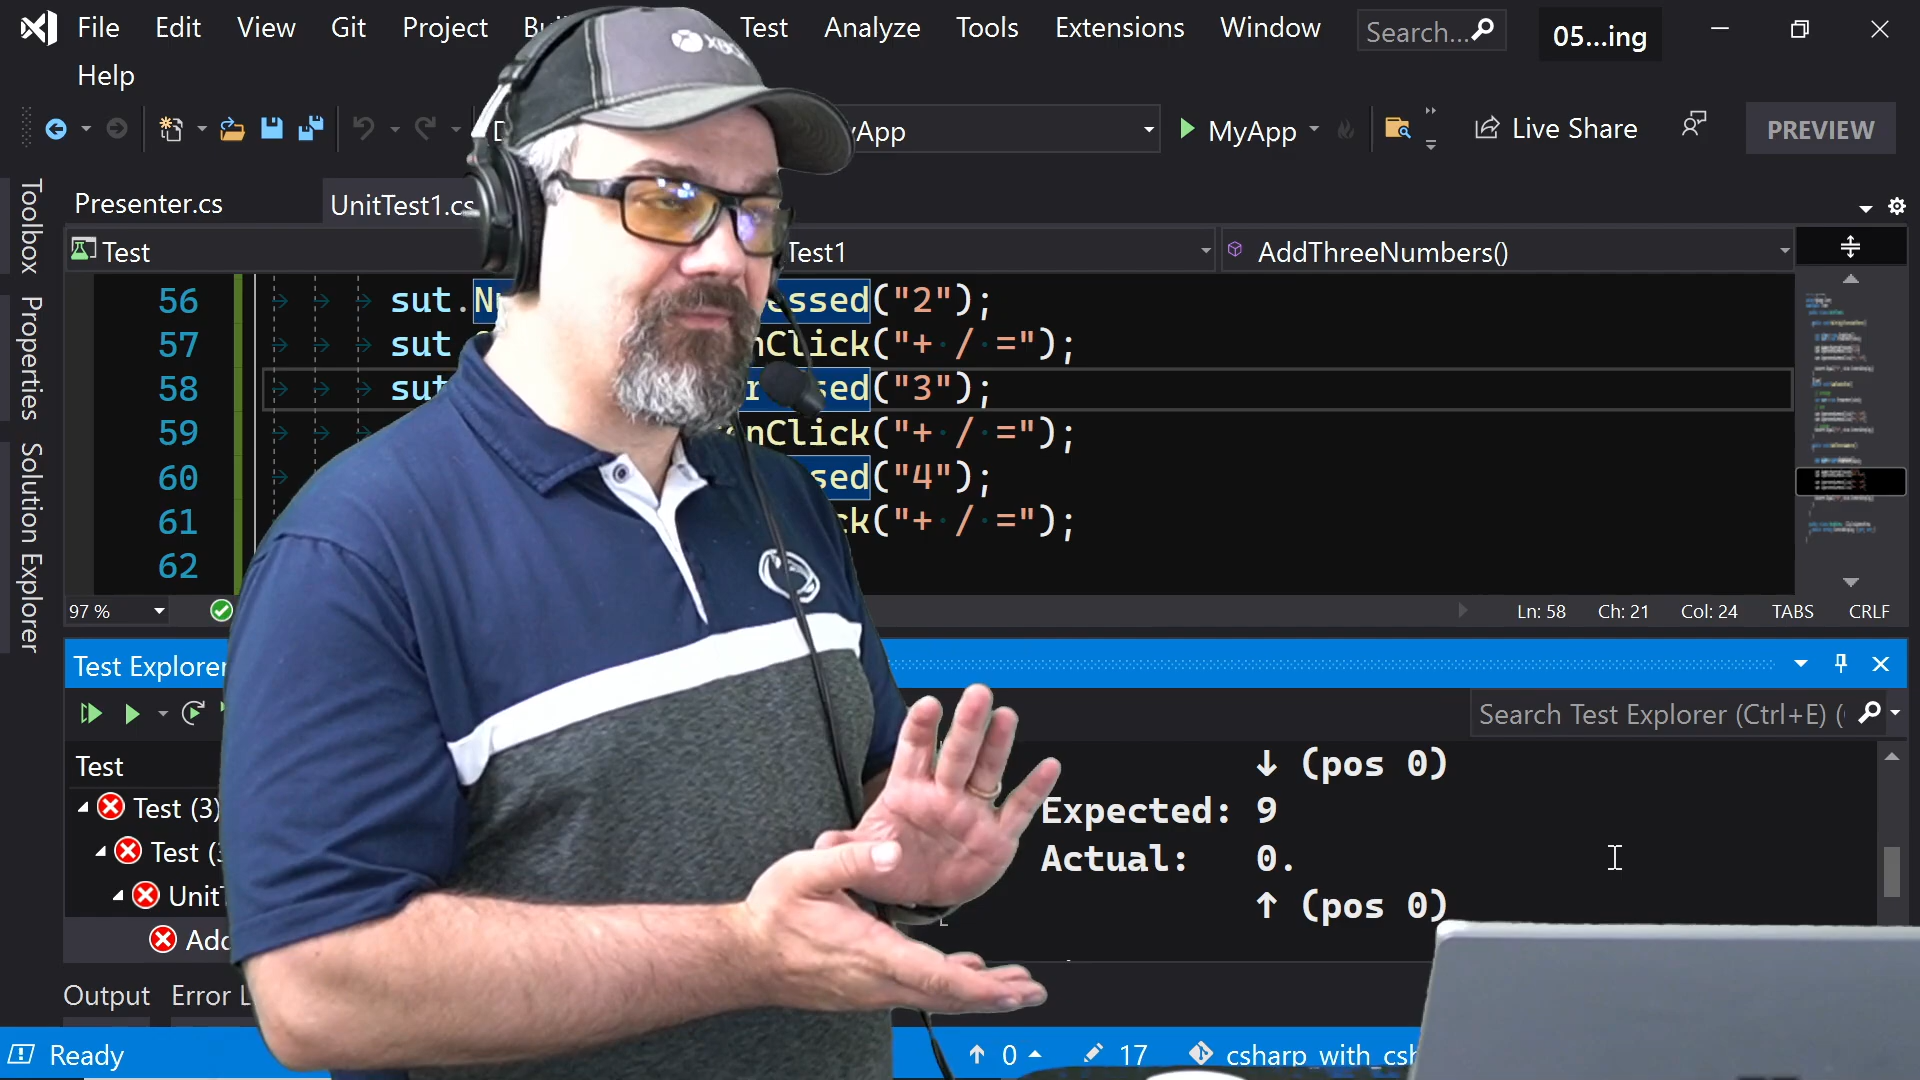 File Edit View Git Project Test Analyze Tools Extensions Window Search... 05...ing
Help
XBOX
MyApp Live Share PREVIEW
Toolbox
Properties
Solution Explorer
Presenter.cs UnitTest1.cs
Test Test1 AddThreeNumbers()
56 sut. essed("2");
57 sut nClick("+ / =");
58 sut sed("3");
59 nClick("+ / =");
60 sed("4");
61 ck("+ / =");
62
97 % Ln: 58 Ch: 21 Col: 24 TABS CRLF
Test Explorer
Search Test Explorer (Ctrl+E) (
Test
Test (3)
Test (3
Unit
Add
↓ (pos 0)
Expected: 9
Actual: 0.
↑ (pos 0)
Output Error L
Ready ↑ 0 17 csharp_with_csh